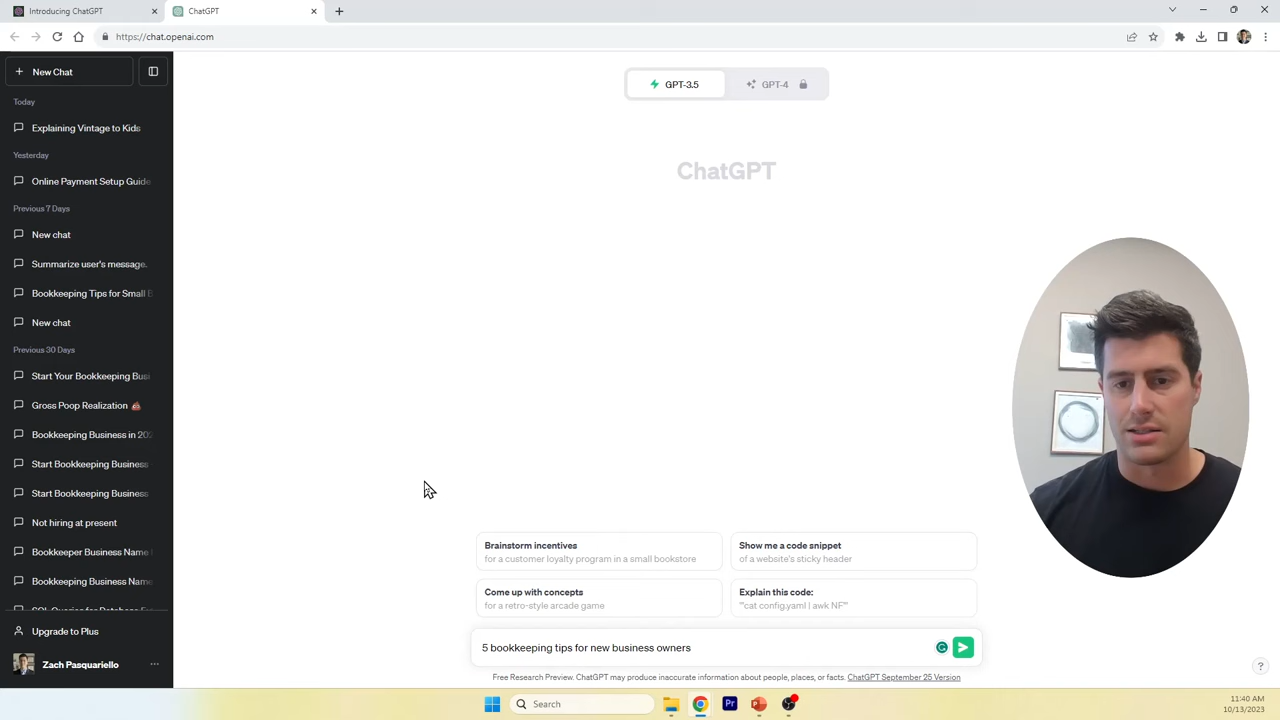 Introducing ChatGPT
ChatGPT
https://chat.openai.com
New Chat
Today
Explaining Vintage to Kids
Yesterday
Online Payment Setup Guide
Previous 7 Days
New chat
Summarize user's message.
Bookkeeping Tips for Small B
New chat
Previous 30 Days
Start Your Bookkeeping Busi
Gross Poop Realization 💩
Bookkeeping Business in 202
Start Bookkeeping Business
Start Bookkeeping Business
Not hiring at present
Bookkeeper Business Name
Bookkeeping Business Name
Upgrade to Plus
Zach Pasquariello
GPT-3.5
GPT-4
ChatGPT
Brainstorm incentives
for a customer loyalty program in a small bookstore
Show me a code snippet
of a website's sticky header
Come up with concepts
for a retro-style arcade game
Explain this code:
"cat config.yaml | awk NF"
5 bookkeeping tips for new business owners
Free Research Preview. ChatGPT may produce inaccurate information about people, places, or facts. ChatGPT September 25 Version
?
Search
Pr
11:40 AM
10/13/2023